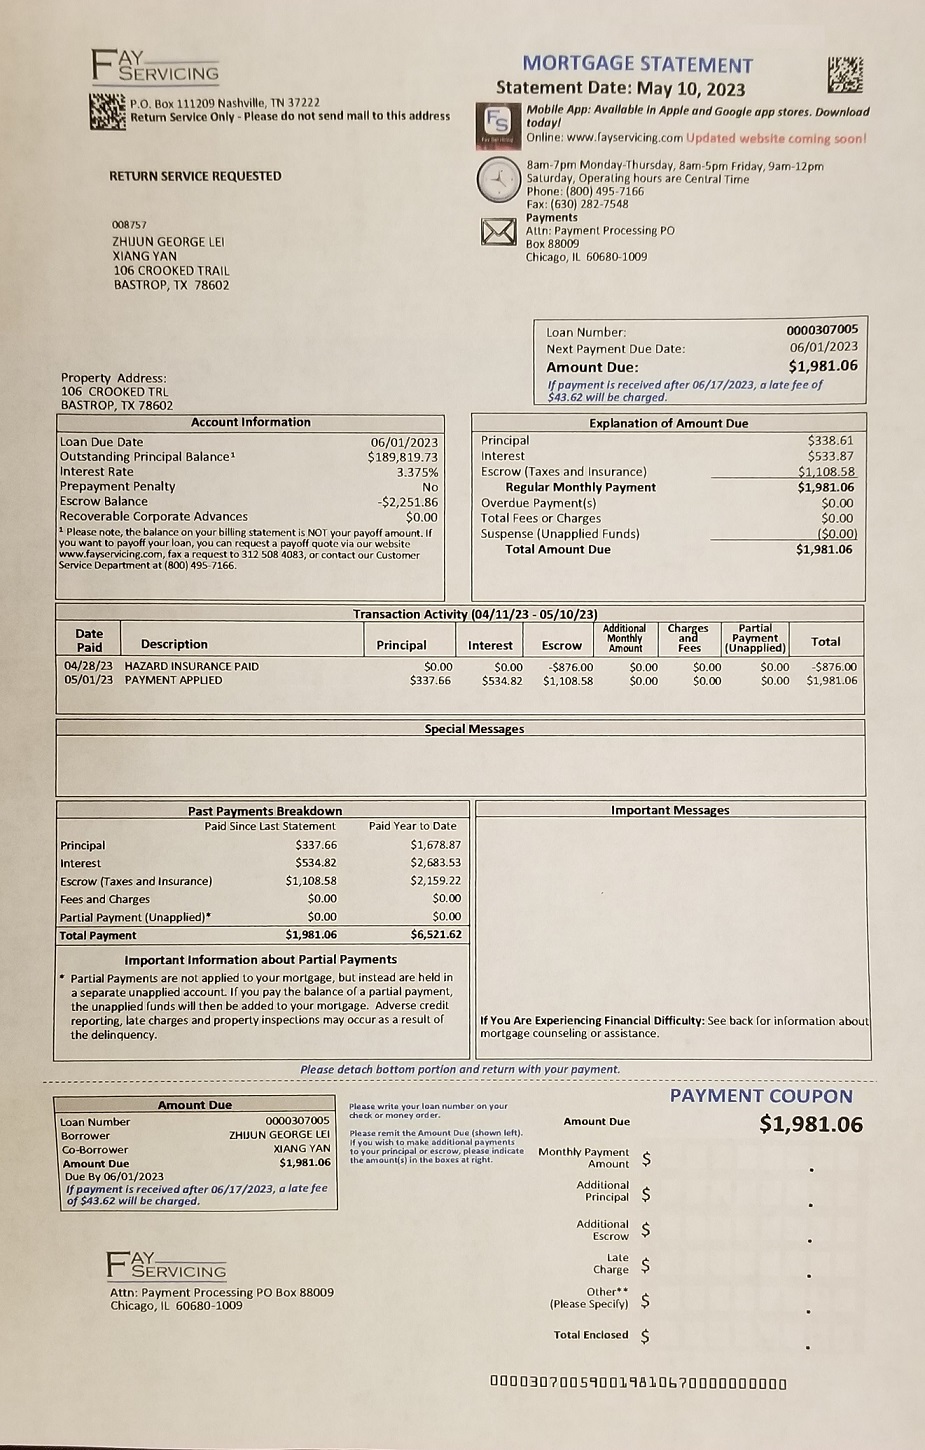 FAY
SERVICING
P.O. Box 111209 Nashville, TN 37222
Return Service Only - Please do not send mail to this address
MORTGAGE STATEMENT
Statement Date: May 10, 2023
FS
Mobile App: Available in Apple and Google app stores. Download
today!
Online: www.fayservicing.com Updated website coming soon!
8am-7pm Monday-Thursday, 8am-5pm Friday, 9am-12pm
Saturday, Operating hours are Central Time
Phone: (800) 495-7166
Fax: (630) 282-7548
Payments
Attn: Payment Processing PO
Box 88009
Chicago, IL 60680-1009
RETURN SERVICE REQUESTED
008757
ZHIJUN GEORGE LEI
XIANG YAN
106 CROOKED TRAIL
BASTROP, TX 78602
Loan Number: 0000307005
Next Payment Due Date: 06/01/2023
Amount Due: $1,981.06
If payment is received after 06/17/2023, a late fee of
$43.62 will be charged.
Property Address:
106 CROOKED TRL
BASTROP, TX 78602
Account Information
Loan Due Date 06/01/2023
Outstanding Principal Balance¹ $189,819.73
Interest Rate 3.375%
Prepayment Penalty No
Escrow Balance -$2,251.86
Recoverable Corporate Advances $0.00
¹ Please note, the balance on your billing statement is NOT your payoff amount. If
you want to payoff your loan, you can request a payoff quote via our website
www.fayservicing.com, fax a request to 312 508 4083, or contact our Customer
Service Department at (800) 495-7166.
Explanation of Amount Due
Principal $338.61
Interest $533.87
Escrow (Taxes and Insurance) $1,108.58
Regular Monthly Payment $1,981.06
Overdue Payment(s) $0.00
Total Fees or Charges $0.00
Suspense (Unapplied Funds) ($0.00)
Total Amount Due $1,981.06
Transaction Activity (04/11/23 - 05/10/23)
Date Paid Description Principal Interest Escrow Additional Monthly Amount Charges and Fees Partial Payment (Unapplied) Total
04/28/23 HAZARD INSURANCE PAID $0.00 $0.00 -$876.00 $0.00 $0.00 $0.00 -$876.00
05/01/23 PAYMENT APPLIED $337.66 $534.82 $1,108.58 $0.00 $0.00 $0.00 $1,981.06
Special Messages
Past Payments Breakdown
Paid Since Last Statement Paid Year to Date
Principal $337.66 $1,678.87
Interest $534.82 $2,683.53
Escrow (Taxes and Insurance) $1,108.58 $2,159.22
Fees and Charges $0.00 $0.00
Partial Payment (Unapplied)* $0.00 $0.00
Total Payment $1,981.06 $6,521.62
Important Information about Partial Payments
* Partial Payments are not applied to your mortgage, but instead are held in
a separate unapplied account. If you pay the balance of a partial payment,
the unapplied funds will then be added to your mortgage. Adverse credit
reporting, late charges and property inspections may occur as a result of
the delinquency.
Important Messages
If You Are Experiencing Financial Difficulty: See back for information about
mortgage counseling or assistance.
Please detach bottom portion and return with your payment.
Amount Due
Loan Number 0000307005
Borrower ZHIJUN GEORGE LEI
Co-Borrower XIANG YAN
Amount Due $1,981.06
Due By 06/01/2023
If payment is received after 06/17/2023, a late fee
of $43.62 will be charged.
Please write your loan number on your
check or money order.
Please remit the Amount Due (shown left).
If you wish to make additional payments
to your principal or escrow, please indicate
the amount(s) in the boxes at right.
PAYMENT COUPON
Amount Due $1,981.06
Monthly Payment
Amount $ .
Additional
Principal $ .
Additional
Escrow $ .
Late
Charge $ .
Other**
(Please Specify) $ .
Total Enclosed $ .
FAY
SERVICING
Attn: Payment Processing PO Box 88009
Chicago, IL 60680-1009
000030700590019810670000000000